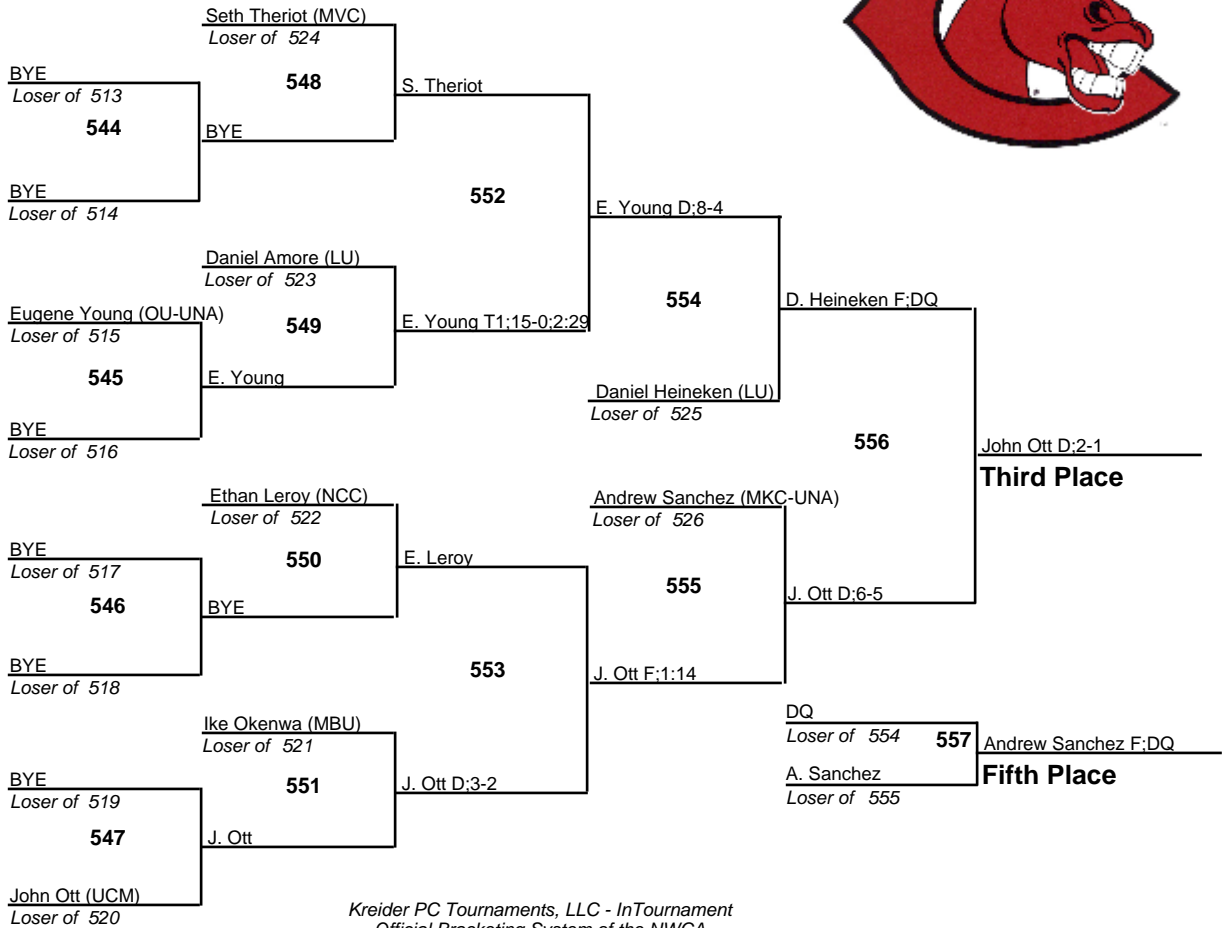 Seth Theriot (MVC)
Loser of 524
BYE
Loser of 513
548
S. Theriot
544
BYE
BYE
Loser of 514
552
E. Young D;8-4
Daniel Amore (LU)
Loser of 523
554
D. Heineken F;DQ
Eugene Young (OU-UNA)
Loser of 515
549
E. Young T1;15-0;2:29
545
E. Young
Daniel Heineken (LU)
Loser of 525
BYE
Loser of 516
556
John Ott D;2-1
Third Place
Ethan Leroy (NCC)
Loser of 522
Andrew Sanchez (MKC-UNA)
Loser of 526
BYE
Loser of 517
550
E. Leroy
555
546
BYE
J. Ott D;6-5
BYE
Loser of 518
553
J. Ott F;1:14
Ike Okenwa (MBU)
Loser of 521
DQ
Loser of 554
557
Andrew Sanchez F;DQ
Fifth Place
BYE
Loser of 519
551
J. Ott D;3-2
A. Sanchez
Loser of 555
547
J. Ott
John Ott (UCM)
Loser of 520
Kreider PC Tournaments, LLC - InTournament
Official Bracketing System of the NWCA